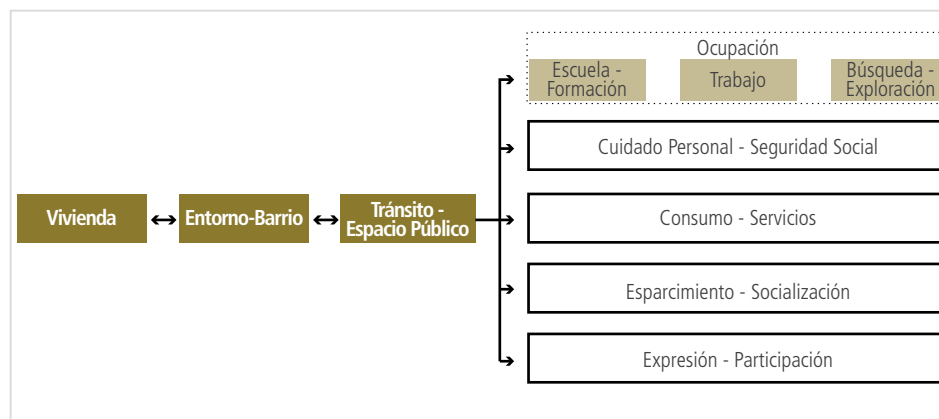 Ocupación
Escuela -
Formación
Trabajo
Búsqueda -
Exploración
Cuidado Personal - Seguridad Social
Vivienda
Entorno-Barrio
Tránsito -
Espacio Público
Consumo - Servicios
Esparcimiento - Socialización
Expresión - Participación